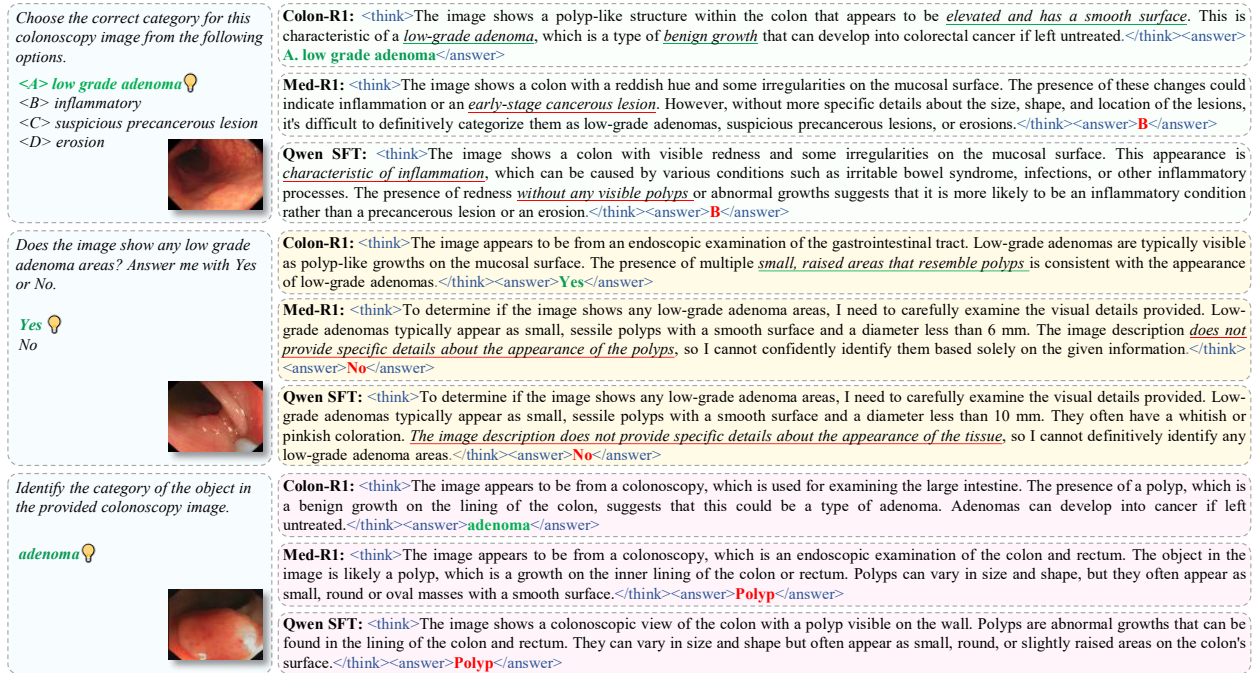 Choose the correct category for this
colonoscopy image from the following
options.
<A> low grade adenoma
<B> inflammatory
<C> suspicious precancerous lesion
<D> erosion
Colon-R1: <think>The image shows a polyp-like structure within the colon that appears to be elevated and has a smooth surface. This is
characteristic of a low-grade adenoma, which is a type of benign growth that can develop into colorectal cancer if left untreated.</think><answer>
A. low grade adenoma</answer>
Med-R1: <think>The image shows a colon with a reddish hue and some irregularities on the mucosal surface. The presence of these changes could
indicate inflammation or an early-stage cancerous lesion. However, without more specific details about the size, shape, and location of the lesions,
it's difficult to definitively categorize them as low-grade adenomas, suspicious precancerous lesions, or erosions.</think><answer>B</answer>
Qwen SFT: <think>The image shows a colon with visible redness and some irregularities on the mucosal surface. This appearance is
characteristic of inflammation, which can be caused by various conditions such as irritable bowel syndrome, infections, or other inflammatory
processes. The presence of redness without any visible polyps or abnormal growths suggests that it is more likely to be an inflammatory condition
rather than a precancerous lesion or an erosion.</think><answer>B</answer>
Does the image show any low grade
adenoma areas? Answer me with Yes
or No.
Yes
No
Colon-R1: <think>The image appears to be from an endoscopic examination of the gastrointestinal tract. Low-grade adenomas are typically visible
as polyp-like growths on the mucosal surface. The presence of multiple small, raised areas that resemble polyps is consistent with the appearance
of low-grade adenomas.</think><answer>Yes</answer>
Med-R1: <think>To determine if the image shows any low-grade adenoma areas, I need to carefully examine the visual details provided. Low-
grade adenomas typically appear as small, sessile polyps with a smooth surface and a diameter less than 6 mm. The image description does not
provide specific details about the appearance of the polyps, so I cannot confidently identify them based solely on the given information.</think>
<answer>No</answer>
Qwen SFT: <think>To determine if the image shows any low-grade adenoma areas, I need to carefully examine the visual details provided. Low-
grade adenomas typically appear as small, sessile polyps with a smooth surface and a diameter less than 10 mm. They often have a whitish or
pinkish coloration. The image description does not provide specific details about the appearance of the tissue, so I cannot definitively identify any
low-grade adenoma areas.</think><answer>No</answer>
Identify the category of the object in
the provided colonoscopy image.
adenoma
Colon-R1: <think>The image appears to be from a colonoscopy, which is used for examining the large intestine. The presence of a polyp, which is
a benign growth on the lining of the colon, suggests that this could be a type of adenoma. Adenomas can develop into cancer if left
untreated.</think><answer>adenoma</answer>
Med-R1: <think>The image appears to be from a colonoscopy, which is an endoscopic examination of the colon and rectum. The object in the
image is likely a polyp, which is a growth on the inner lining of the colon or rectum. Polyps can vary in size and shape, but they often appear as
small, round or oval masses with a smooth surface.</think><answer>Polyp</answer>
Qwen SFT: <think>The image shows a colonoscopic view of the colon with a polyp visible on the wall. Polyps are abnormal growths that can be
found in the lining of the colon and rectum. They can vary in size and shape but often appear as small, round, or slightly raised areas on the colon's
surface.</think><answer>Polyp</answer>